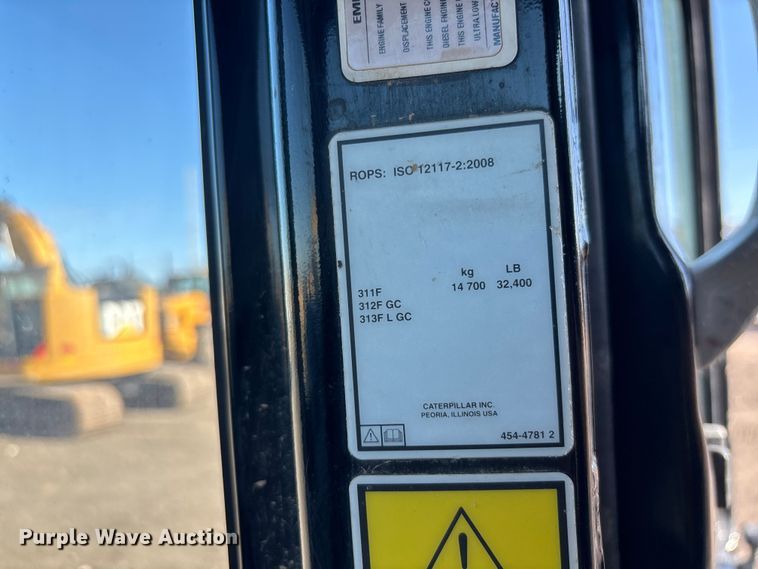 EMI
ENGINE FAMILY
DISPLACEMENT
THIS ENGINE CO
DIESEL ENGINE
THIS ENGINE
ULTRA LOW
MANUFAC
ROPS: ISO 12117-2:2008
kg LB
311F 14 700 32,400
312F GC
313F L GC
CATERPILLAR INC.
PEORIA, ILLINOIS USA
454-4781 2
CAT
Purple Wave Auction